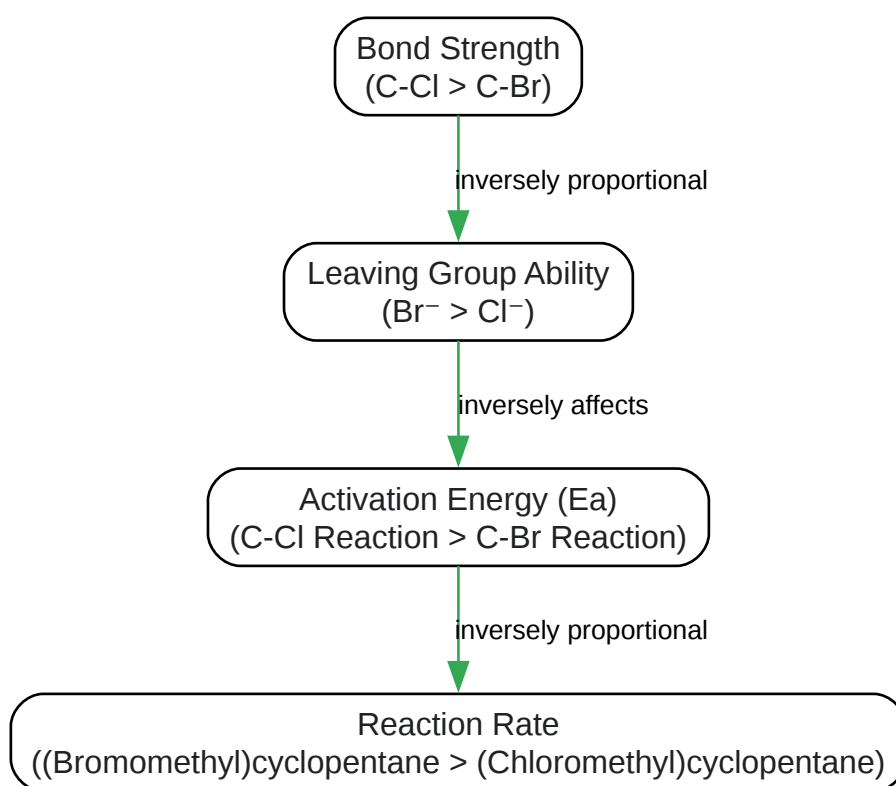 Bond Strength
(C-Cl > C-Br)
inversely proportional
Leaving Group Ability
(Br⁻ > Cl⁻)
inversely affects
Activation Energy (Ea)
(C-Cl Reaction > C-Br Reaction)
inversely proportional
Reaction Rate
((Bromomethyl)cyclopentane > (Chloromethyl)cyclopentane)